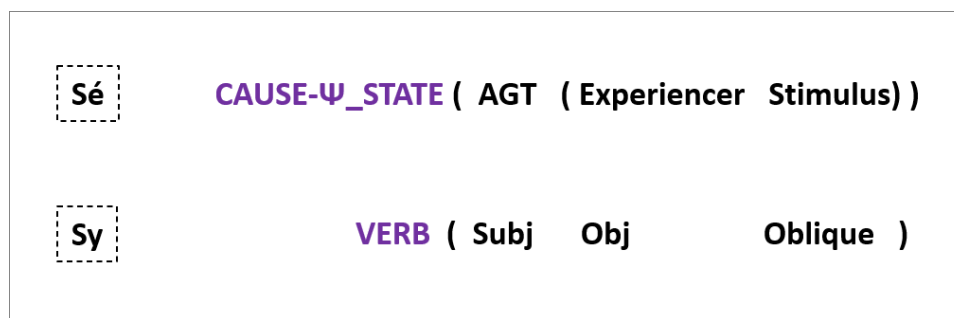 Sé CAUSE-Ψ_STATE ( AGT ( Experiencer Stimulus) )
Sy VERB ( Subj Obj Oblique )